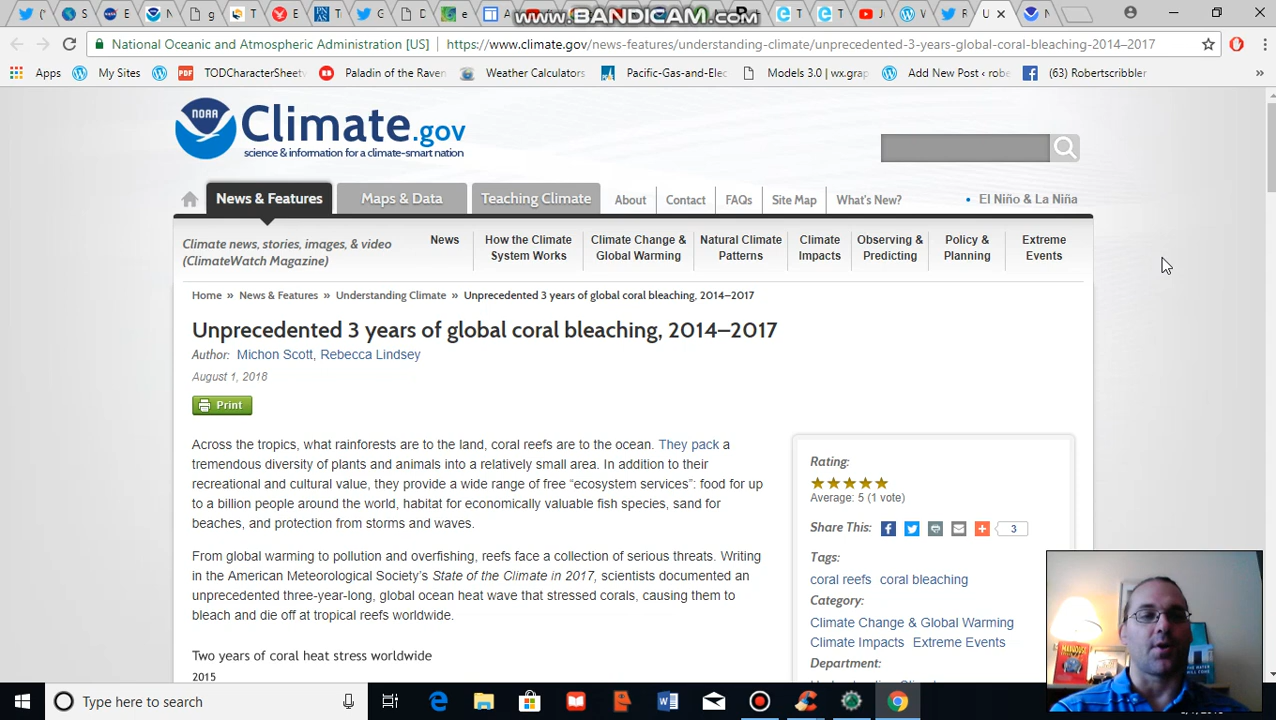 www.BANDICAM.com
National Oceanic and Atmospheric Administration [US]
https://www.climate.gov/news-features/understanding-climate/unprecedented-3-years-global-coral-bleaching-2014–2017
Apps
My Sites
PDF
TODCharacterSheet
Paladin of the Raven
Weather Calculators
Pacific-Gas-and-Elec
Models 3.0 | wx.grap
Add New Post ‹ robe
(63) Robertscribbler
»
NOAA
Climate.gov
science & information for a climate-smart nation
News & Features
Maps & Data
Teaching Climate
About
Contact
FAQs
Site Map
What's New?
• El Niño & La Niña
Climate news, stories, images, & video
(ClimateWatch Magazine)
News
How the Climate
System Works
Climate Change &
Global Warming
Natural Climate
Patterns
Climate
Impacts
Observing &
Predicting
Policy &
Planning
Extreme
Events
Home » News & Features » Understanding Climate » Unprecedented 3 years of global coral bleaching, 2014–2017
Unprecedented 3 years of global coral bleaching, 2014–2017
Author: Michon Scott, Rebecca Lindsey
August 1, 2018
Print
Across the tropics, what rainforests are to the land, coral reefs are to the ocean. They pack a
tremendous diversity of plants and animals into a relatively small area. In addition to their
recreational and cultural value, they provide a wide range of free “ecosystem services”: food for up
to a billion people around the world, habitat for economically valuable fish species, sand for
beaches, and protection from storms and waves.
From global warming to pollution and overfishing, reefs face a collection of serious threats. Writing
in the American Meteorological Society’s State of the Climate in 2017, scientists documented an
unprecedented three-year-long, global ocean heat wave that stressed corals, causing them to
bleach and die off at tropical reefs worldwide.
Two years of coral heat stress worldwide
2015
Rating:
Average: 5 (1 vote)
Share This:
3
Tags:
coral reefs coral bleaching
Category:
Climate Change & Global Warming
Climate Impacts Extreme Events
Department:
Type here to search